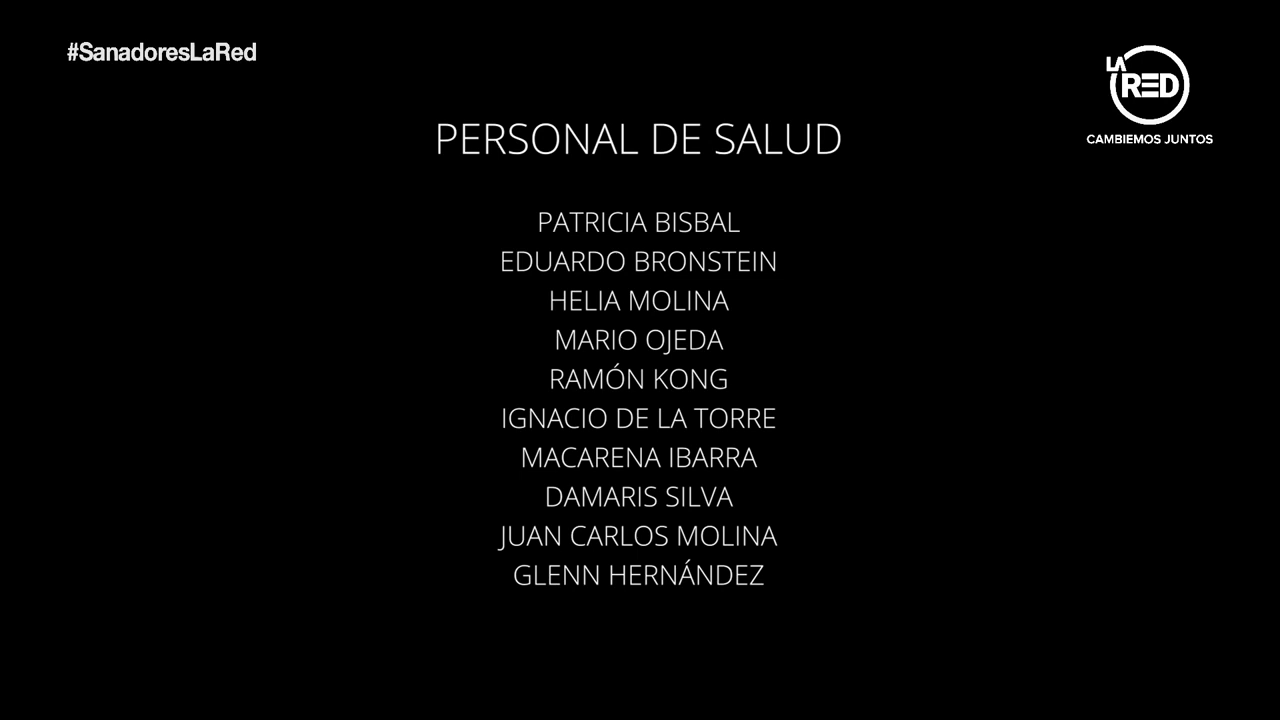 #SanadoresLaRed
LA
RED
CAMBIEMOS JUNTOS
PERSONAL DE SALUD
PATRICIA BISBAL
EDUARDO BRONSTEIN
HELIA MOLINA
MARIO OJEDA
RAMÓN KONG
IGNACIO DE LA TORRE
MACARENA IBARRA
DAMARIS SILVA
JUAN CARLOS MOLINA
GLENN HERNÁNDEZ